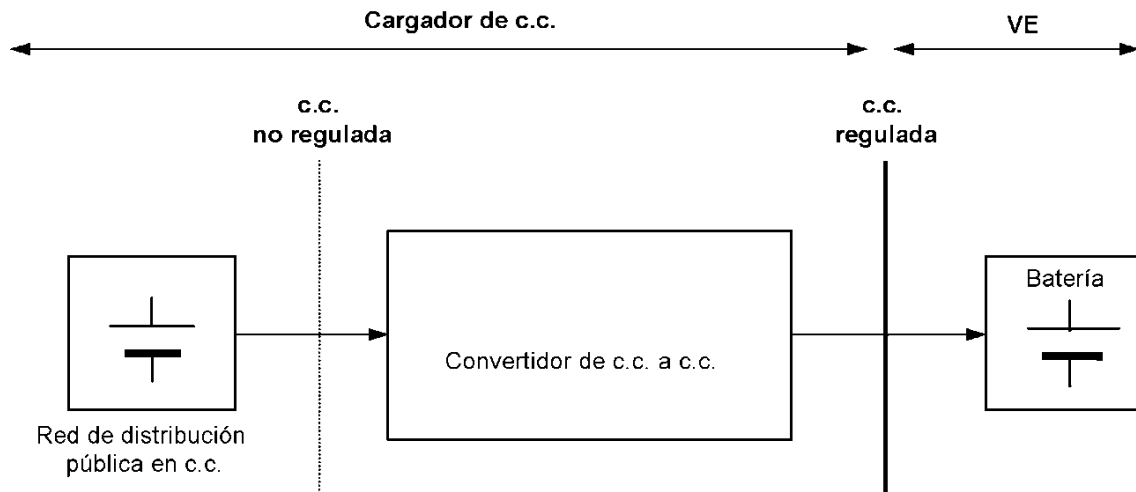 Cargador de c.c.
VE
c.c.
no regulada
c.c.
regulada
Batería
Convertidor de c.c. a c.c.
Red de distribución
pública en c.c.